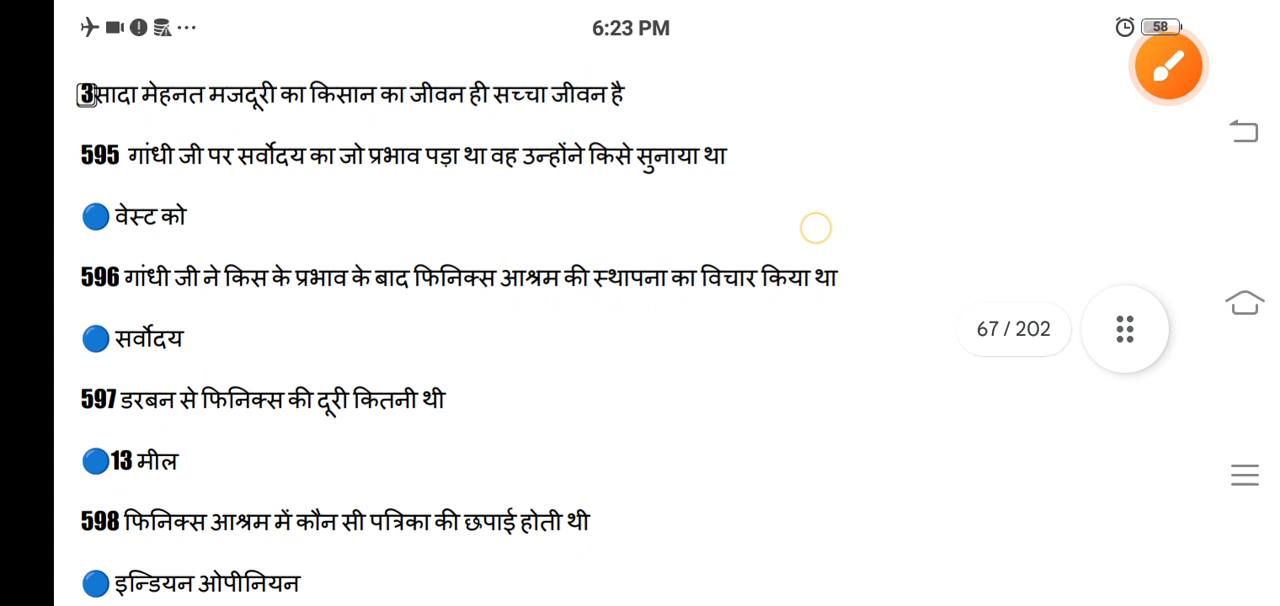 6:23 PM
58
3सादा मेहनत मजदूरी का किसान का जीवन ही सच्चा जीवन है
595 गांधी जी पर सर्वोदय का जो प्रभाव पड़ा था वह उन्होंने किसे सुनाया था
वेस्ट को
596 गांधी जी ने किस के प्रभाव के बाद फिनिक्स आश्रम की स्थापना का विचार किया था
67 / 202
सर्वोदय
597 डरबन से फिनिक्स की दूरी कितनी थी
13 मील
598 फिनिक्स आश्रम में कौन सी पत्रिका की छपाई होती थी
इन्डियन ओपीनियन